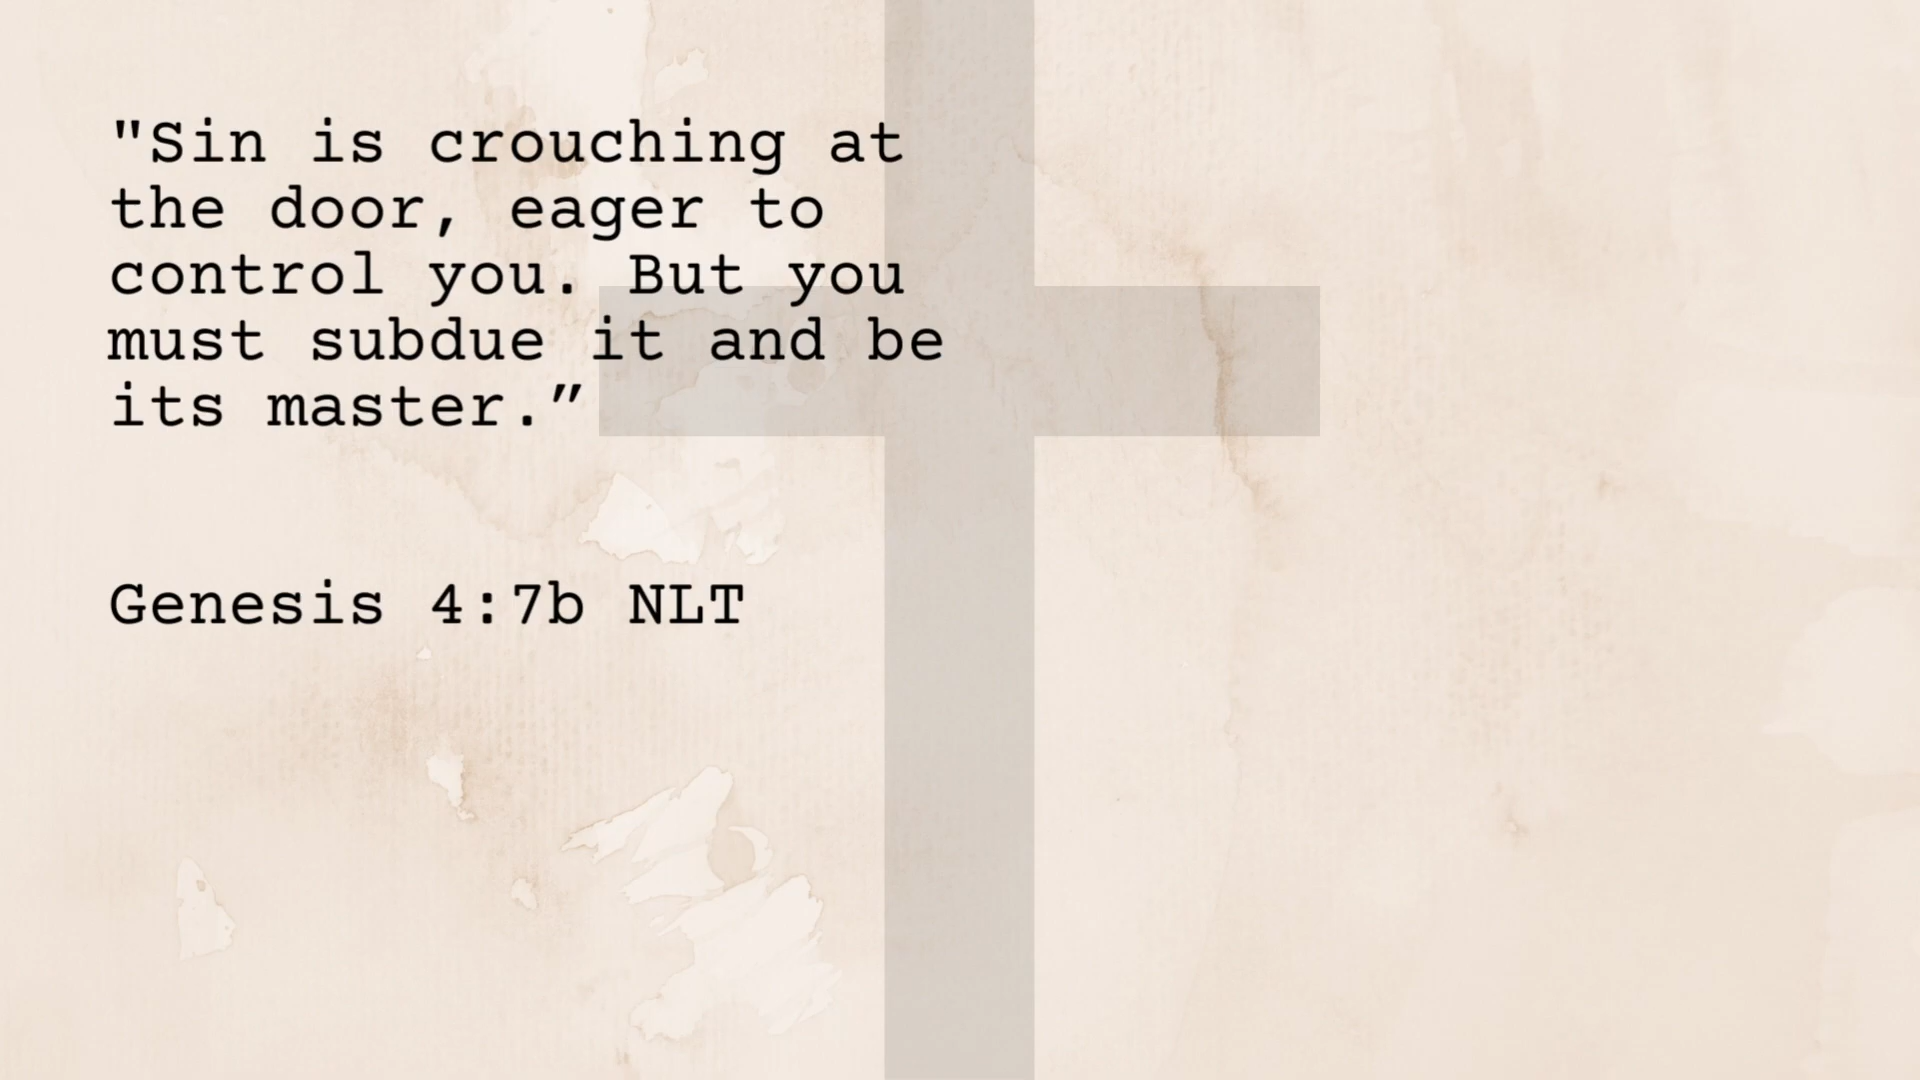 "Sin is crouching at
the door, eager to
control you. But you
must subdue it and be
its master.”
Genesis 4:7b NLT